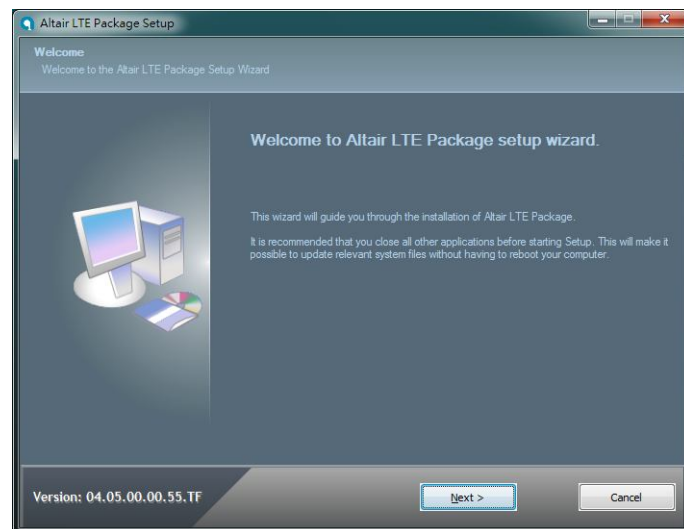 Altair LTE Package Setup
Welcome
Welcome to the Altair LTE Package Setup Wizard
Welcome to Altair LTE Package setup wizard.
This wizard will guide you through the installation of Altair LTE Package.
It is recommended that you close all other applications before starting Setup. This will make it
possible to update relevant system files without having to reboot your computer.
Version: 04.05.00.00.55.TF
Next >
Cancel